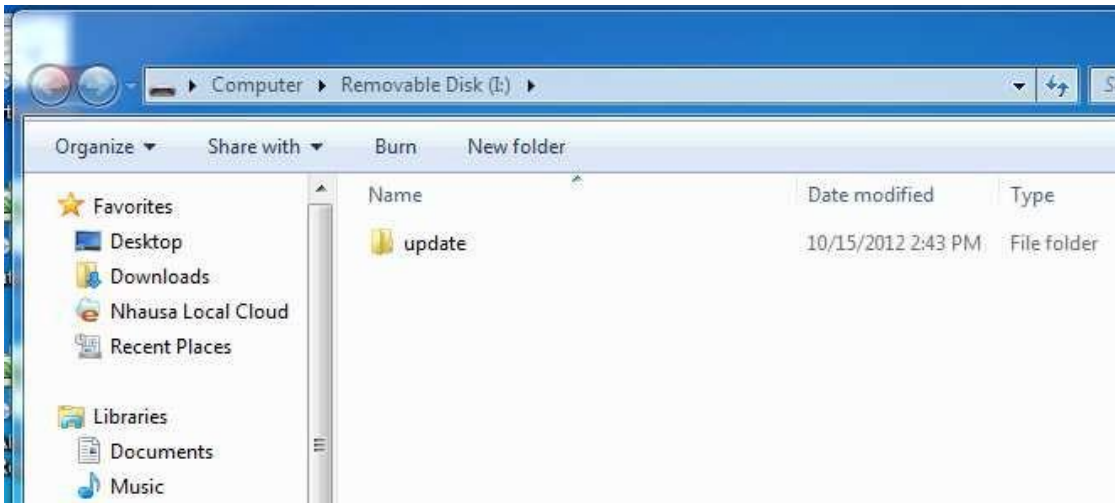 Computer Removable Disk (I:)
Organize Share with Burn New folder
Name Date modified Type
Favorites
Desktop
Downloads
Nhausa Local Cloud
Recent Places
Libraries
Documents
Music
update 10/15/2012 2:43 PM File folder